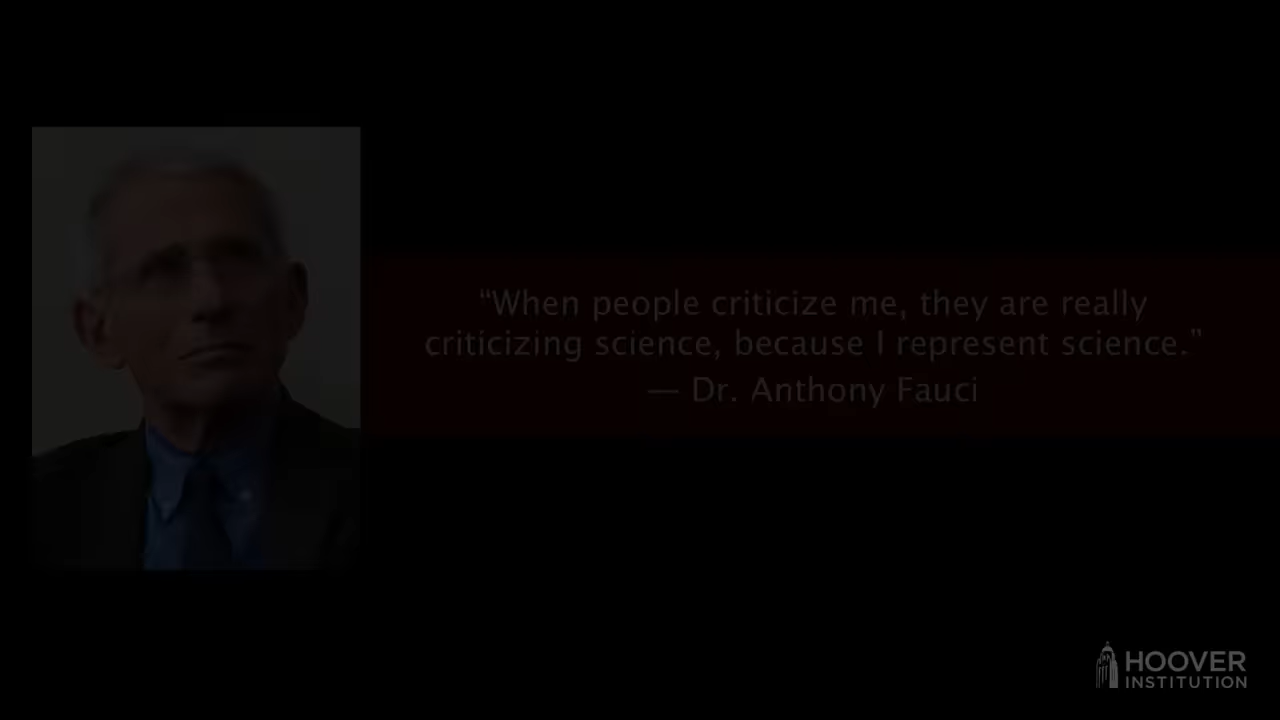 “When people criticize me, they are really
criticizing science, because I represent science.”
— Dr. Anthony Fauci
HOOVER
INSTITUTION